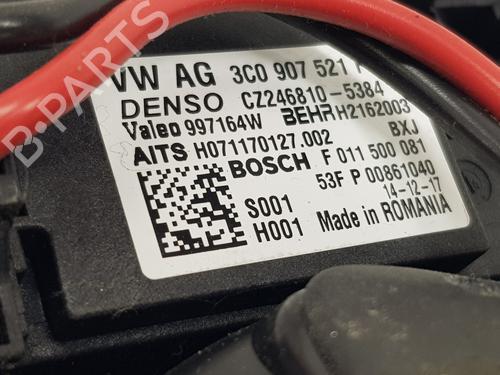 VW AG 3C0 907 521
DENSO CZ246810-5384
Valeo 997164W BEHR H2162003
AITS H071170127.002 BXJ
BOSCH F 011 500 081
53F P 00861040
S001 14-12-17
H001 Made in ROMANIA
B-PARTS